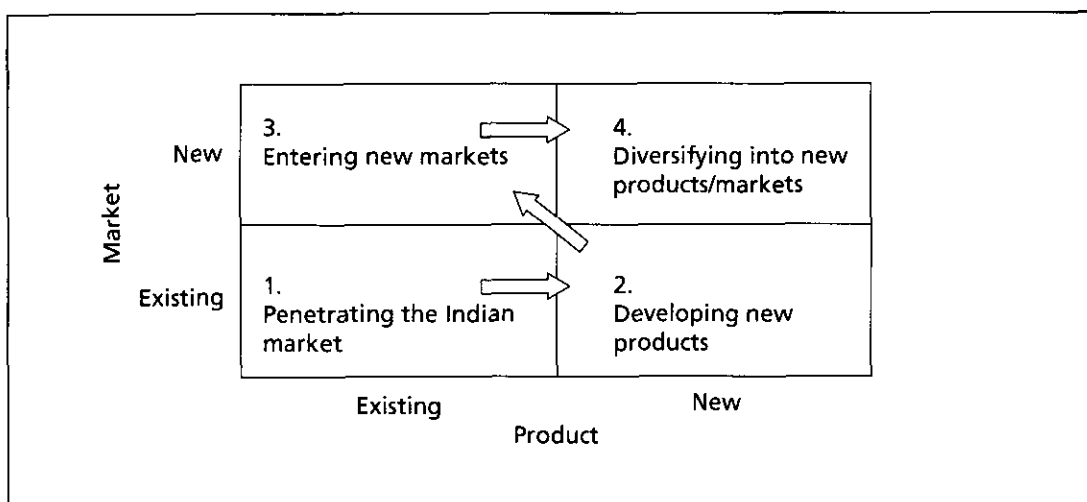 3.
Entering new markets
4.
Diversifying into new
products/markets
New
Market
Existing
1.
Penetrating the Indian
market
2.
Developing new
products
Existing
New
Product